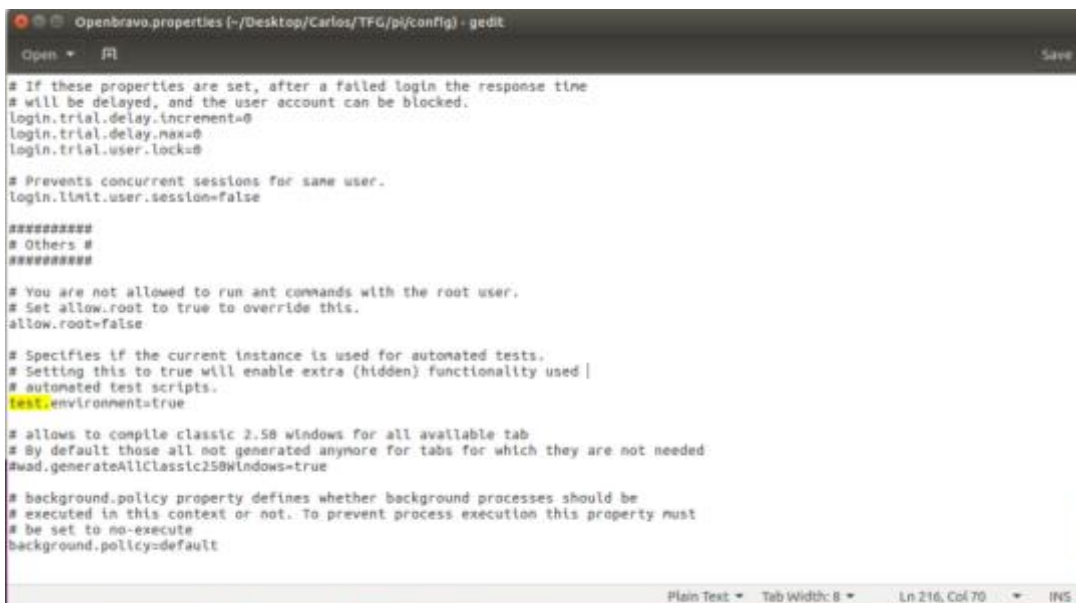 Openbravo.properties (~/Desktop/Carlos/TFG/pi/config) - gedit
Open Save
# If these properties are set, after a failed login the response time
# will be delayed, and the user account can be blocked.
login.trial.delay.increment=0
login.trial.delay.max=0
login.trial.user.lock=0
# Prevents concurrent sessions for same user.
login.limit.user.session=false
##########
# Others #
##########
# You are not allowed to run ant commands with the root user.
# Set allow.root to true to override this.
allow.root=false
# Specifies if the current instance is used for automated tests.
# Setting this to true will enable extra (hidden) functionality used
# automated test scripts.
test.environment=true
# allows to compile classic 2.50 windows for all available tab
# By default those all not generated anymore for tabs for which they are not needed
#wad.generateAllClassic250Windows=true
# background.policy property defines whether background processes should be
# executed in this context or not. To prevent process execution this property must
# be set to no-execute
background.policy=default
Plain Text Tab Width: 8 Ln 216, Col 70 INS